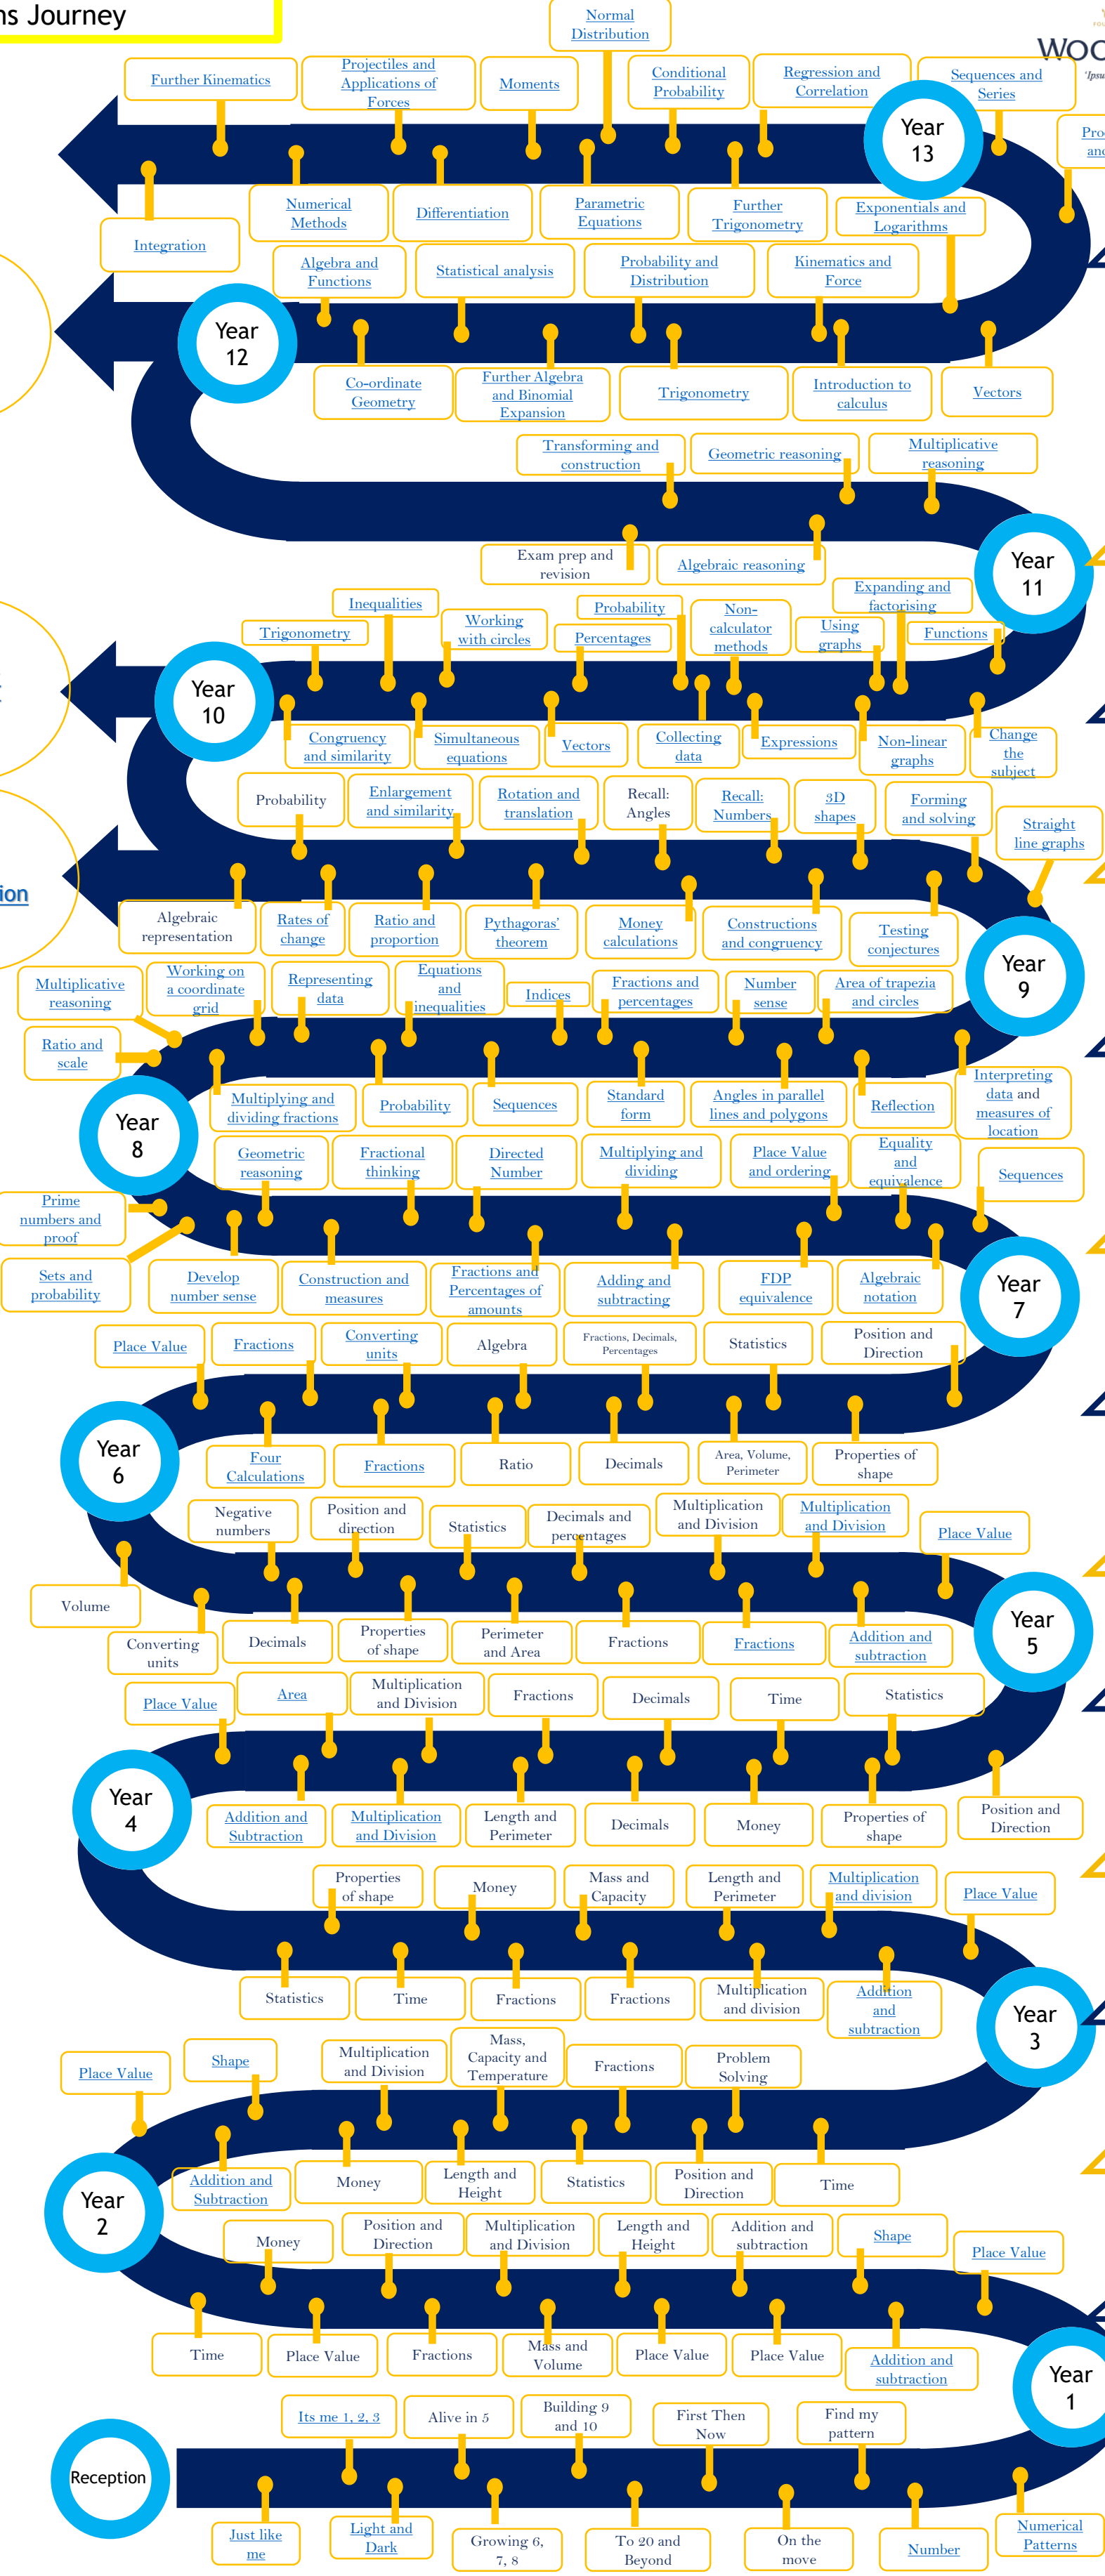 ns Journey
Normal
Distribution
WOO
'Ipsu
Further Kinematics
Projectiles and
Applications of
Forces
Moments
Conditional
Probability
Regression and
Correlation
Sequences and
Series
Year
13
Pro
and
Integration
Numerical
Methods
Differentiation
Parametric
Equations
Further
Trigonometry
Exponentials and
Logarithms
Algebra and
Functions
Statistical analysis
Probability and
Distribution
Kinematics and
Force
Year
12
Co-ordinate
Geometry
Further Algebra
and Binomial
Expansion
Trigonometry
Introduction to
calculus
Vectors
Transforming and
construction
Geometric reasoning
Multiplicative
reasoning
Exam prep and
revision
Algebraic reasoning
Year
11
Inequalities
Trigonometry
Working
with circles
Probability
Percentages
Non-
calculator
methods
Using
graphs
Expanding and
factorising
Functions
Year
10
Congruency
and similarity
Simultaneous
equations
Vectors
Collecting
data
Expressions
Non-linear
graphs
Change
the
subject
Probability
Enlargement
and similarity
Rotation and
translation
Recall:
Angles
Recall:
Numbers
3D
shapes
Forming
and solving
Straight
line graphs
ion
Algebraic
representation
Rates of
change
Ratio and
proportion
Pythagoras'
theorem
Money
calculations
Constructions
and congruency
Testing
conjectures
Year
9
Multiplicative
reasoning
Working on
a coordinate
grid
Representing
data
Equations
and
inequalities
Indices
Fractions and
percentages
Number
sense
Area of trapezia
and circles
Ratio and
scale
Year
8
Multiplying and
dividing fractions
Probability
Sequences
Standard
form
Angles in parallel
lines and polygons
Reflection
Interpreting
data and
measures of
location
Geometric
reasoning
Fractional
thinking
Directed
Number
Multiplying and
dividing
Place Value
and ordering
Equality
and
equivalence
Sequences
Prime
numbers and
proof
Sets and
probability
Develop
number sense
Construction and
measures
Fractions and
Percentages of
amounts
Adding and
subtracting
FDP
equivalence
Algebraic
notation
Year
7
Place Value
Fractions
Converting
units
Algebra
Fractions, Decimals,
Percentages
Statistics
Position and
Direction
Year
6
Four
Calculations
Fractions
Ratio
Decimals
Area, Volume,
Perimeter
Properties of
shape
Negative
numbers
Position and
direction
Statistics
Decimals and
percentages
Multiplication
and Division
Multiplication
and Division
Place Value
Volume
Converting
units
Decimals
Properties
of shape
Perimeter
and Area
Fractions
Fractions
Addition and
subtraction
Year
5
Place Value
Area
Multiplication
and Division
Fractions
Decimals
Time
Statistics
Year
4
Addition and
Subtraction
Multiplication
and Division
Length and
Perimeter
Decimals
Money
Properties of
shape
Position and
Direction
Properties
of shape
Money
Mass and
Capacity
Length and
Perimeter
Multiplication
and division
Place Value
Statistics
Time
Fractions
Fractions
Multiplication
and division
Addition
and
subtraction
Year
3
Place Value
Shape
Multiplication
and Division
Mass,
Capacity and
Temperature
Fractions
Problem
Solving
Year
2
Addition and
Subtraction
Money
Length and
Height
Statistics
Position and
Direction
Time
Money
Position and
Direction
Multiplication
and Division
Length and
Height
Addition and
subtraction
Shape
Place Value
Time
Place Value
Fractions
Mass and
Volume
Place Value
Place Value
Addition and
subtraction
Year
1
Its me 1, 2, 3
Alive in 5
Building 9
and 10
First Then
Now
Find my
pattern
Reception
Just like
me
Light and
Dark
Growing 6,
7, 8
To 20 and
Beyond
On the
move
Number
Numerical
Patterns